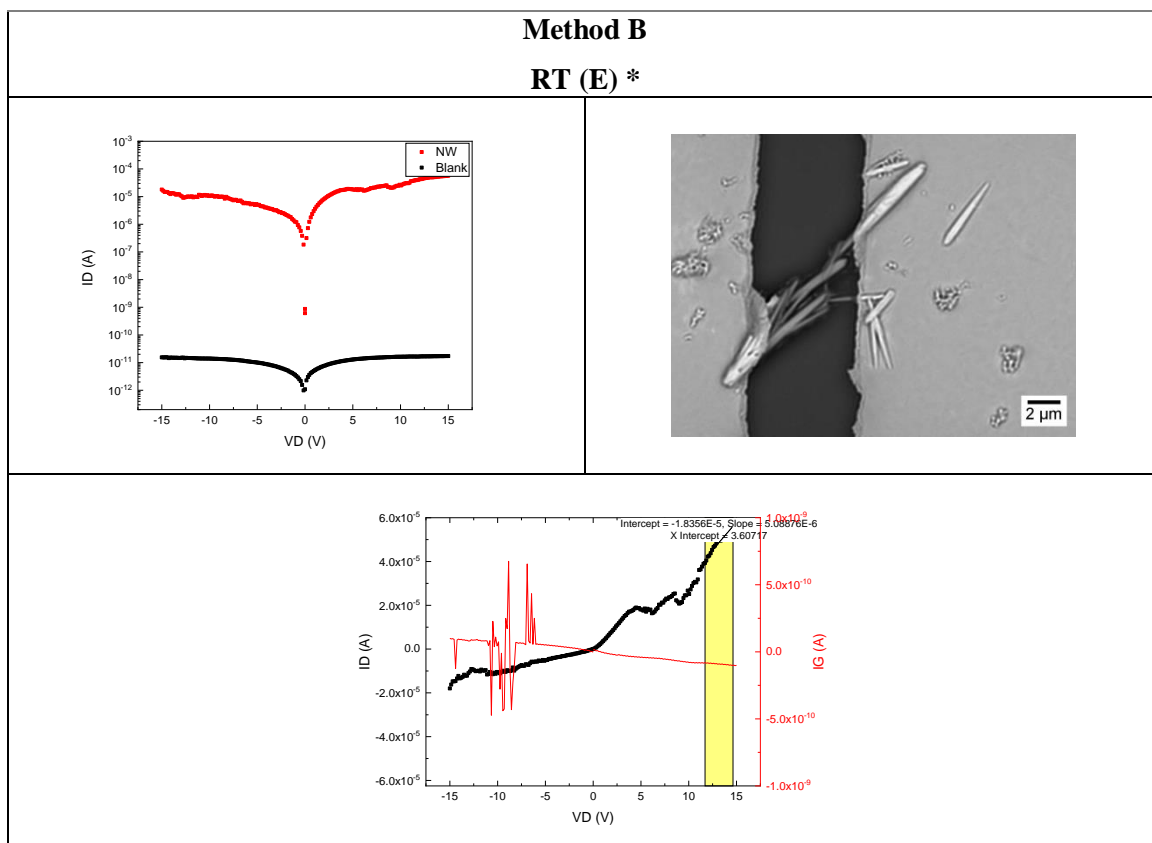 Method B
RT (E) *
10⁻³
10⁻⁴
10⁻⁵
10⁻⁶
10⁻⁷
10⁻⁸
10⁻⁹
10⁻¹⁰
10⁻¹¹
10⁻¹²
ID (A)
NW
Blank
-15 -10 -5 0 5 10 15
VD (V)
2 µm
6.0x10⁻⁵
4.0x10⁻⁵
2.0x10⁻⁵
0.0
-2.0x10⁻⁵
-4.0x10⁻⁵
-6.0x10⁻⁵
ID (A)
Intercept = -1.8356E-5, Slope = 5.08876E-6
X Intercept = 3.60717
1.0x10⁻⁹
5.0x10⁻¹⁰
0.0
-5.0x10⁻¹⁰
-1.0x10⁻⁹
IG (A)
-15 -10 -5 0 5 10 15
VD (V)